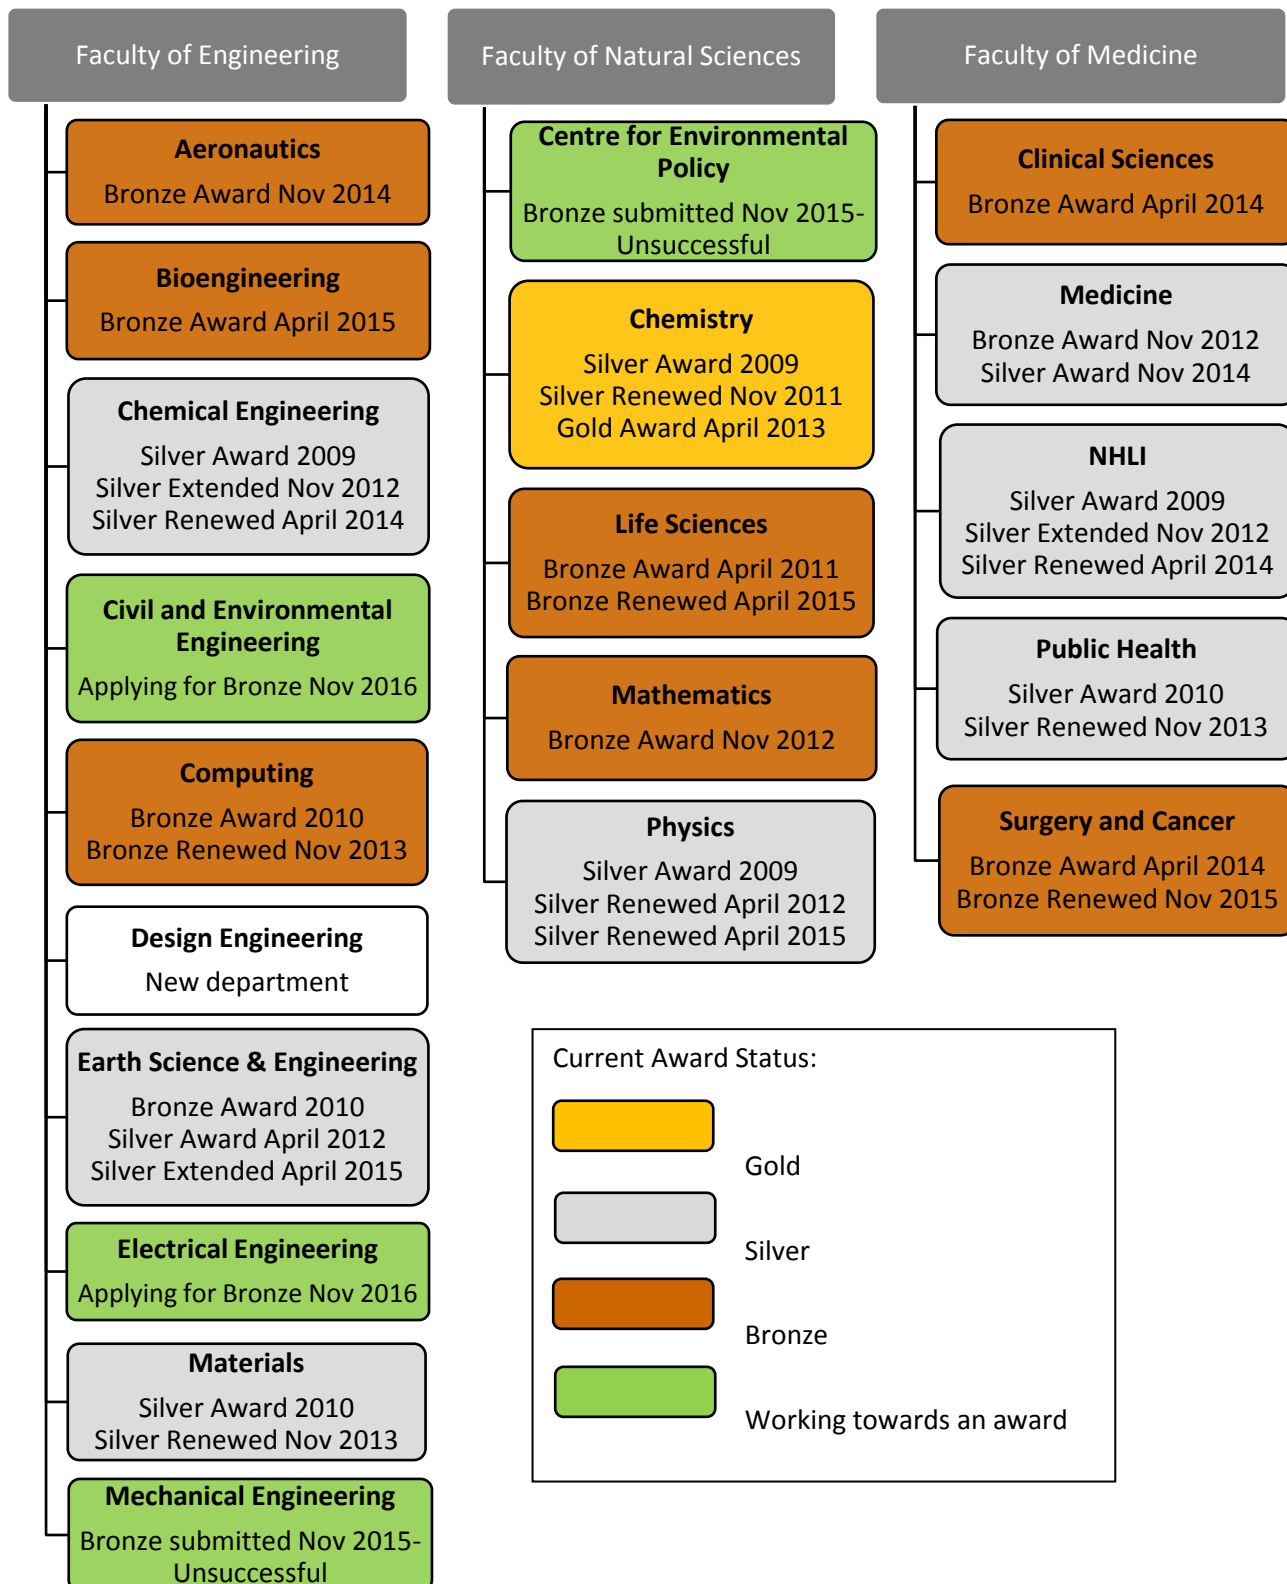 Faculty of Engineering
Aeronautics
Bronze Award Nov 2014
Bioengineering
Bronze Award April 2015
Chemical Engineering
Silver Award 2009
Silver Extended Nov 2012
Silver Renewed April 2014
Civil and Environmental
Engineering
Applying for Bronze Nov 2016
Computing
Bronze Award 2010
Bronze Renewed Nov 2013
Design Engineering
New department
Earth Science & Engineering
Bronze Award 2010
Silver Award April 2012
Silver Extended April 2015
Electrical Engineering
Applying for Bronze Nov 2016
Materials
Silver Award 2010
Silver Renewed Nov 2013
Mechanical Engineering
Bronze submitted Nov 2015-
Unsuccessful
Faculty of Natural Sciences
Centre for Environmental
Policy
Bronze submitted Nov 2015-
Unsuccessful
Chemistry
Silver Award 2009
Silver Renewed Nov 2011
Gold Award April 2013
Life Sciences
Bronze Award April 2011
Bronze Renewed April 2015
Mathematics
Bronze Award Nov 2012
Physics
Silver Award 2009
Silver Renewed April 2012
Silver Renewed April 2015
Faculty of Medicine
Clinical Sciences
Bronze Award April 2014
Medicine
Bronze Award Nov 2012
Silver Award Nov 2014
NHLI
Silver Award 2009
Silver Extended Nov 2012
Silver Renewed April 2014
Public Health
Silver Award 2010
Silver Renewed Nov 2013
Surgery and Cancer
Bronze Award April 2014
Bronze Renewed Nov 2015
Current Award Status:
Gold
Silver
Bronze
Working towards an award